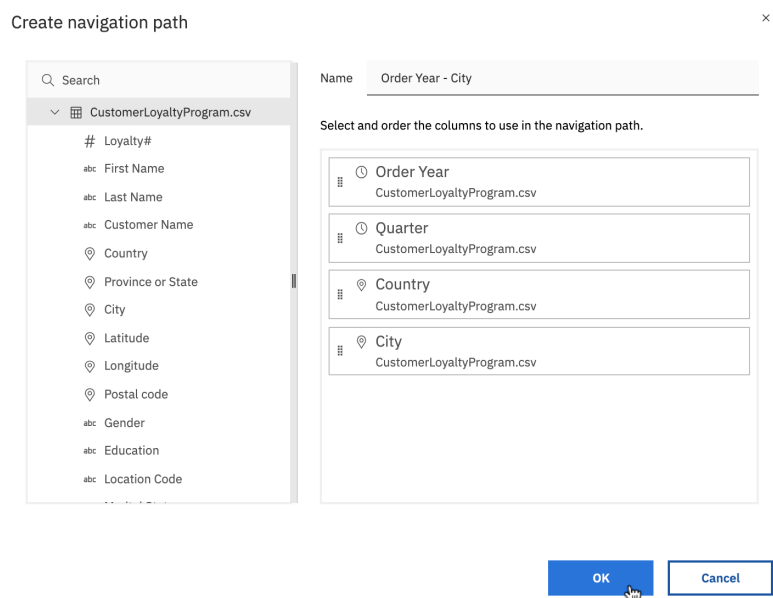 Create navigation path
Search
CustomerLoyaltyProgram.csv
# Loyalty#
abc First Name
abc Last Name
abc Customer Name
Country
Province or State
City
Latitude
Longitude
Postal code
abc Gender
abc Education
abc Location Code
Name Order Year - City
Select and order the columns to use in the navigation path.
Order Year
CustomerLoyaltyProgram.csv
Quarter
CustomerLoyaltyProgram.csv
Country
CustomerLoyaltyProgram.csv
City
CustomerLoyaltyProgram.csv
OK
Cancel